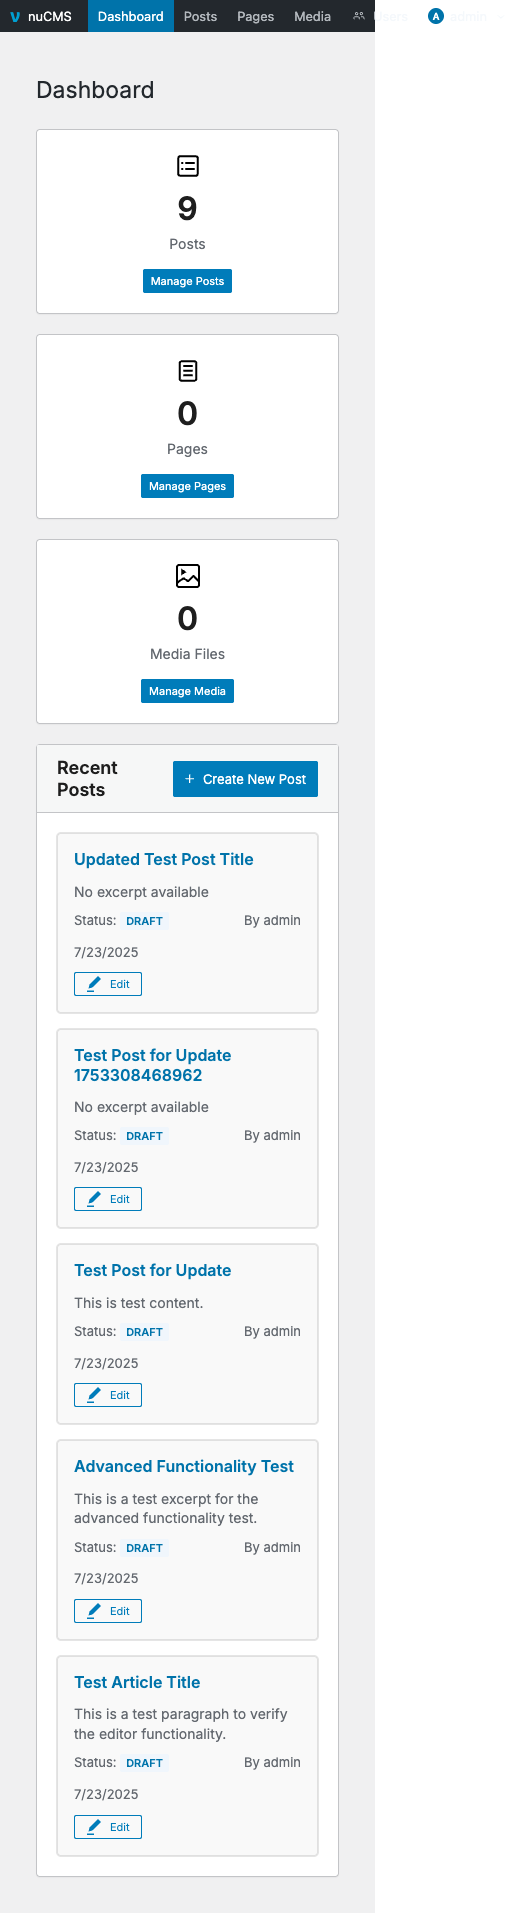 nuCMS Dashboard Posts Pages Media Users A admin
Dashboard
9
Posts
Manage Posts
0
Pages
Manage Pages
0
Media Files
Manage Media
Recent
Posts
+ Create New Post
Updated Test Post Title
No excerpt available
Status: DRAFT By admin
7/23/2025
Edit
Test Post for Update
1753308468962
No excerpt available
Status: DRAFT By admin
7/23/2025
Edit
Test Post for Update
This is test content.
Status: DRAFT By admin
7/23/2025
Edit
Advanced Functionality Test
This is a test excerpt for the
advanced functionality test.
Status: DRAFT By admin
7/23/2025
Edit
Test Article Title
This is a test paragraph to verify
the editor functionality.
Status: DRAFT By admin
7/23/2025
Edit